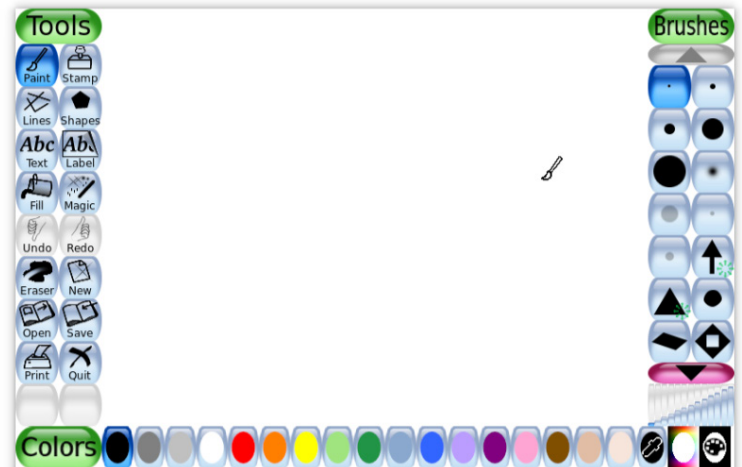 Tools
Brushes
Paint Stamp
Lines Shapes
Abc Abc
Text Label
Fill Magic
Undo Redo
Eraser New
Open Save
Print Quit
Colors